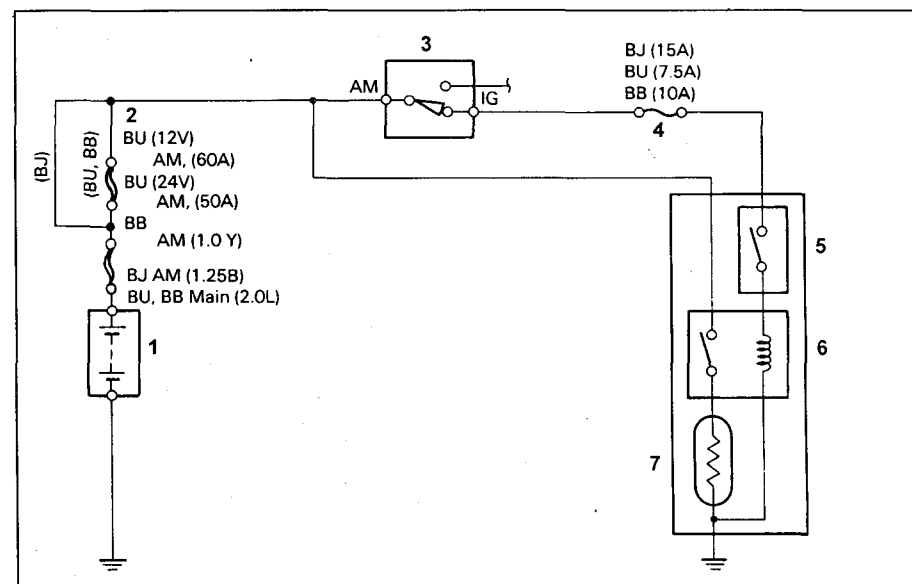 3
BJ (15A)
BU (7.5A)
BB (10A)
AM
IG
4
2
BU (12V)
AM, (60A)
BU (24V)
AM, (50A)
(BJ)
(BU, BB)
BB
AM (1.0 Y)
BJ AM (1.25B)
BU, BB Main (2.0L)
1
5
6
7